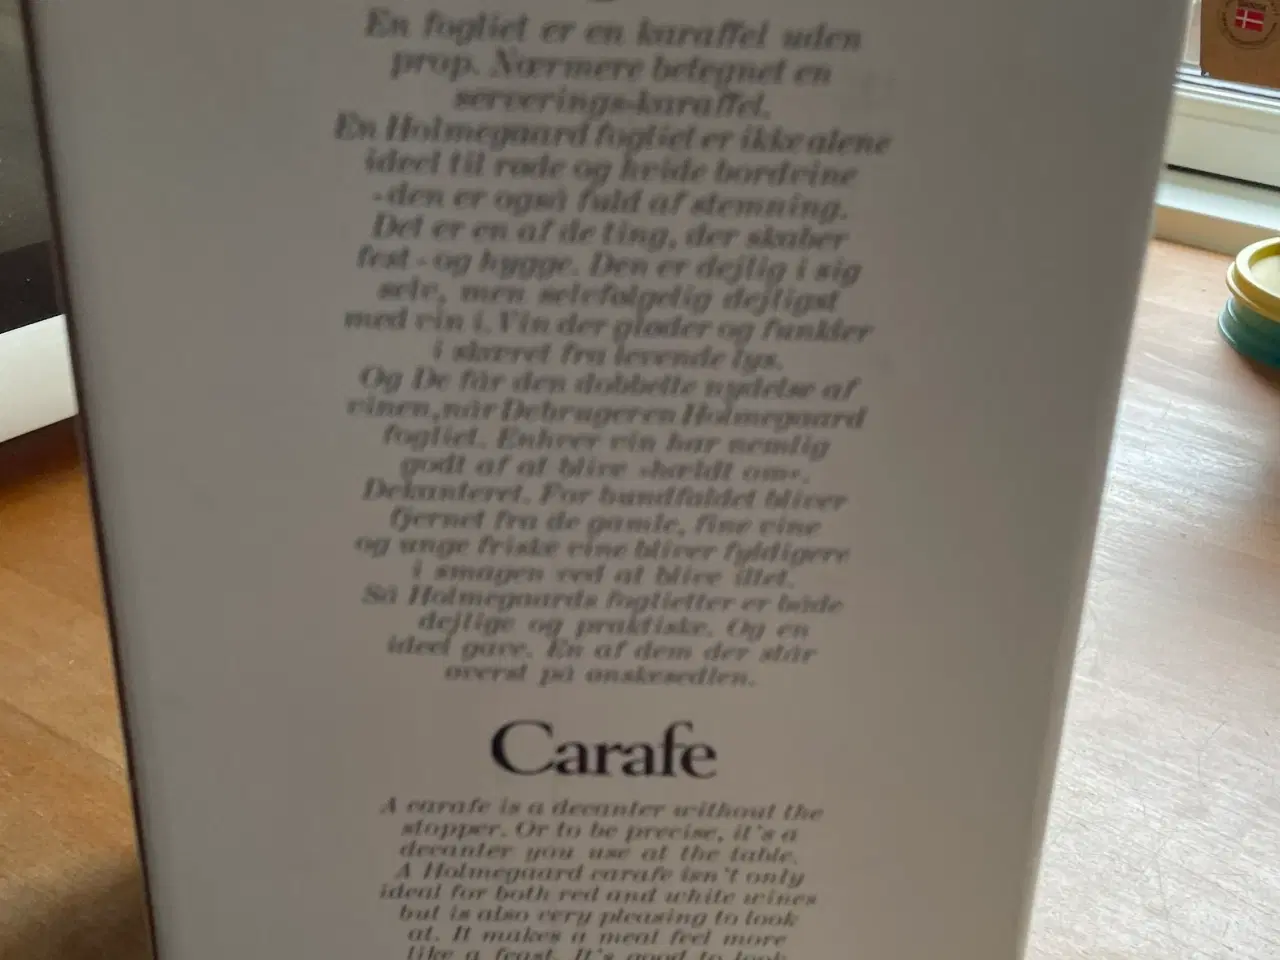 En fogliet er en karaffel uden
prop. Nærmere betegnet en
serverings-karaffel.
En Holmegaard fogliet er ikke alene
ideel til røde og hvide bordvine
-den er også fuld af stemning.
Det er en af de ting, der skaber
fest - og hygge. Den er dejlig i sig
selv, men selvfølgelig dejligst
med vin i. Vin der gløder og funkler
i skæret fra levende lys.
Og De får den dobbelte nydelse af
vinen, når De bruger en Holmegaard
fogliet. Enhver vin har nemlig
godt af at blive »hældt om«.
Dekanteret. For bundfaldet bliver
fjernet fra de gamle, fine vine
og unge friske vine bliver fyldigere
i smagen ved at blive iltet.
Så Holmegaards foglietter er både
dejlige og praktiske. Og en
ideel gave. En af dem der står
øverst på ønskesedlen.
Carafe
A carafe is a decanter without the
stopper. Or to be precise, it's a
decanter you use at the table.
A Holmegaard carafe isn't only
ideal for both red and white wines
but is also very pleasing to look
at. It makes a meal feel more
like a feast. It's good to look